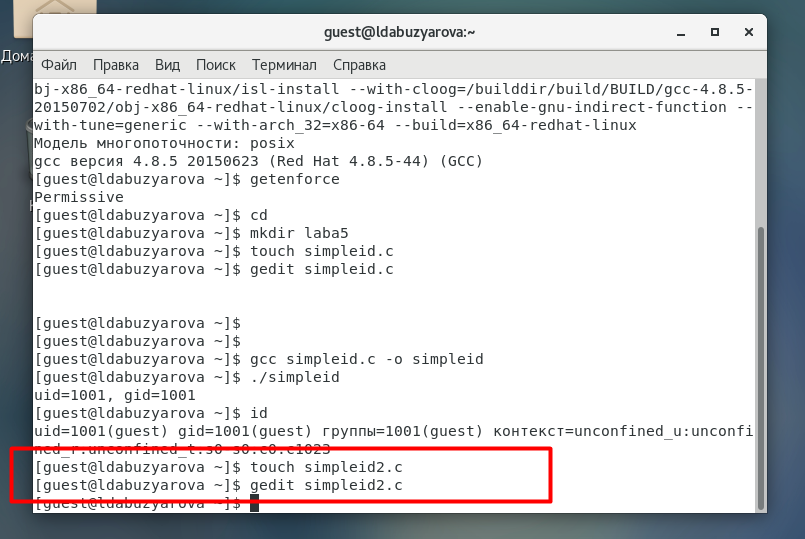 guest@ldabuzyarova:~
Дома
Файл Правка Вид Поиск Терминал Справка
bj-x86_64-redhat-linux/isl-install --with-cloog=/builddir/build/BUILD/gcc-4.8.5-
20150702/obj-x86_64-redhat-linux/cloog-install --enable-gnu-indirect-function --
with-tune=generic --with-arch_32=x86-64 --build=x86_64-redhat-linux
Модель многопоточности: posix
gcc версия 4.8.5 20150623 (Red Hat 4.8.5-44) (GCC)
[guest@ldabuzyarova ~]$ getenforce
Permissive
[guest@ldabuzyarova ~]$ cd
[guest@ldabuzyarova ~]$ mkdir laba5
[guest@ldabuzyarova ~]$ touch simpleid.c
[guest@ldabuzyarova ~]$ gedit simpleid.c
[guest@ldabuzyarova ~]$
[guest@ldabuzyarova ~]$
[guest@ldabuzyarova ~]$ gcc simpleid.c -o simpleid
[guest@ldabuzyarova ~]$ ./simpleid
uid=1001, gid=1001
[guest@ldabuzyarova ~]$ id
uid=1001(guest) gid=1001(guest) группы=1001(guest) контекст=unconfined_u:unconfi
ned_r:unconfined_t:s0-s0:c0.c1023
[guest@ldabuzyarova ~]$ touch simpleid2.c
[guest@ldabuzyarova ~]$ gedit simpleid2.c
[guest@ldabuzyarova ~]$